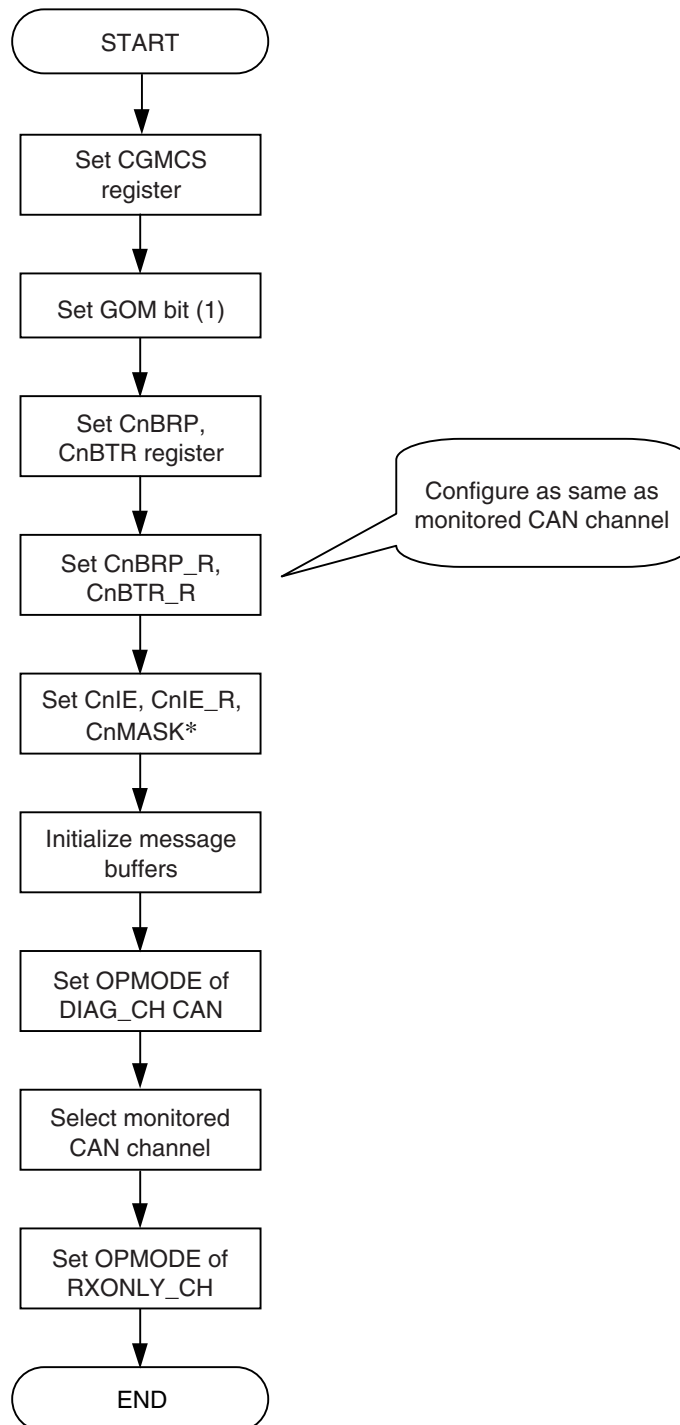 START
Set CGMCS
register
Set GOM bit (1)
Set CnBRP,
CnBTR register
Configure as same as
monitored CAN channel
Set CnBRP_R,
CnBTR_R
Set CnIE, CnIE_R,
CnMASK*
Initialize message
buffers
Set OPMODE of
DIAG_CH CAN
Select monitored
CAN channel
Set OPMODE of
RXONLY_CH
END